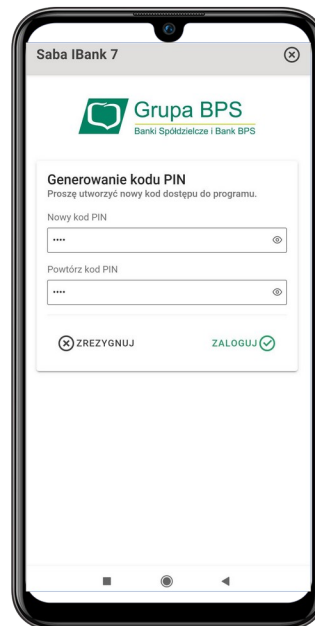 Saba IBank 7
Grupa BPS
Banki Spółdzielcze i Bank BPS
Generowanie kodu PIN
Proszę utworzyć nowy kod dostępu do programu.
Nowy kod PIN
••••
Powtórz kod PIN
••••
ZREZYGNUJ ZALOGUJ